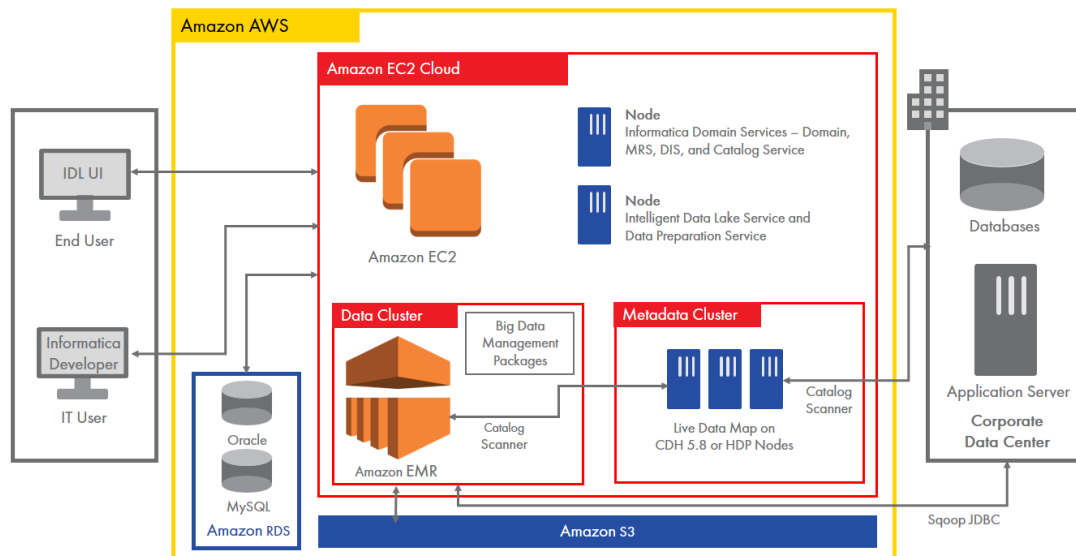 Amazon AWS
Amazon EC2 Cloud
IDL UI
End User
Informatica
Developer
IT User
Amazon EC2
Node
Informatica Domain Services – Domain,
MRS, DIS, and Catalog Service
Node
Intelligent Data Lake Service and
Data Preparation Service
Databases
Application Server
Corporate
Data Center
Data Cluster
Big Data
Management
Packages
Amazon EMR
Catalog
Scanner
Metadata Cluster
Live Data Map on
CDH 5.8 or HDP Nodes
Catalog
Scanner
Oracle
MySQL
Amazon RDS
Amazon S3
Sqoop JDBC